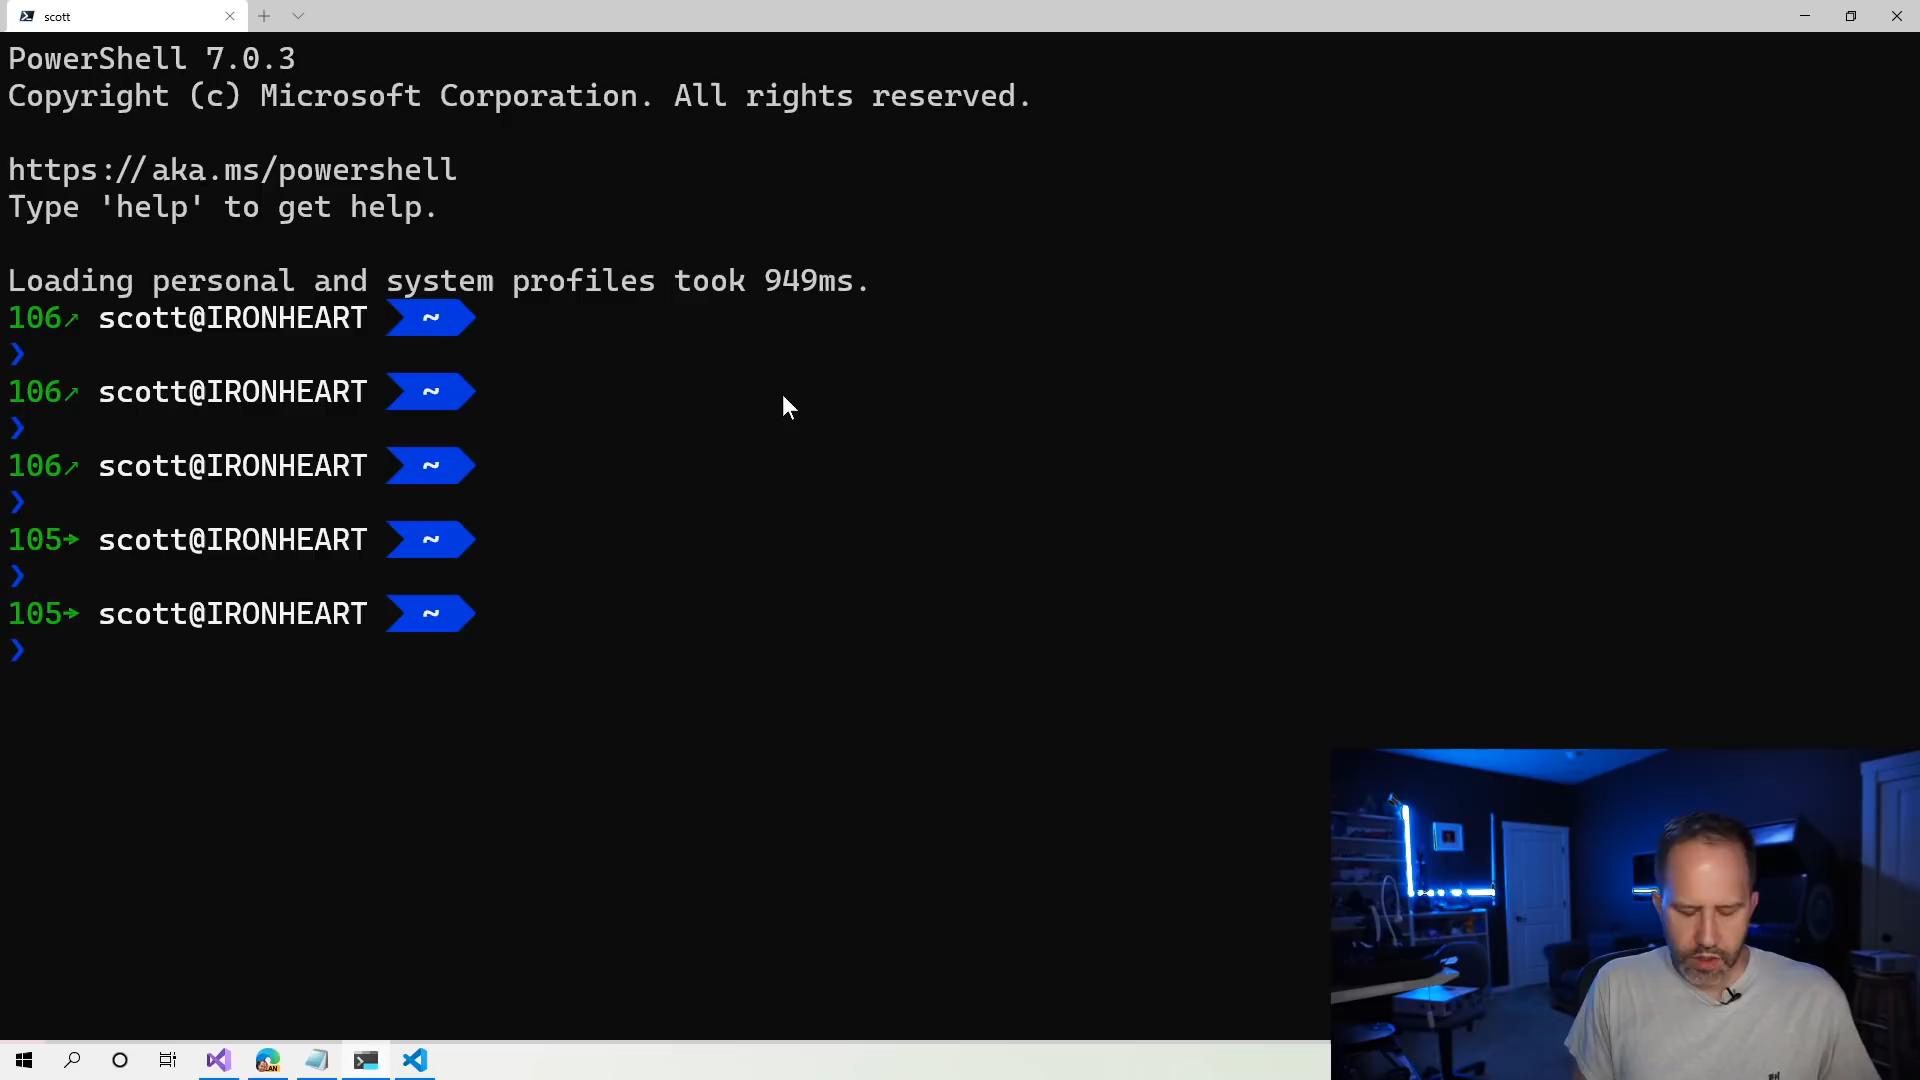 scott
PowerShell 7.0.3
Copyright (c) Microsoft Corporation. All rights reserved.
https://aka.ms/powershell
Type 'help' to get help.
Loading personal and system profiles took 949ms.
106↗ scott@IRONHEART ~
❯
106↗ scott@IRONHEART ~
❯
106↗ scott@IRONHEART ~
❯
105→ scott@IRONHEART ~
❯
105→ scott@IRONHEART ~
❯